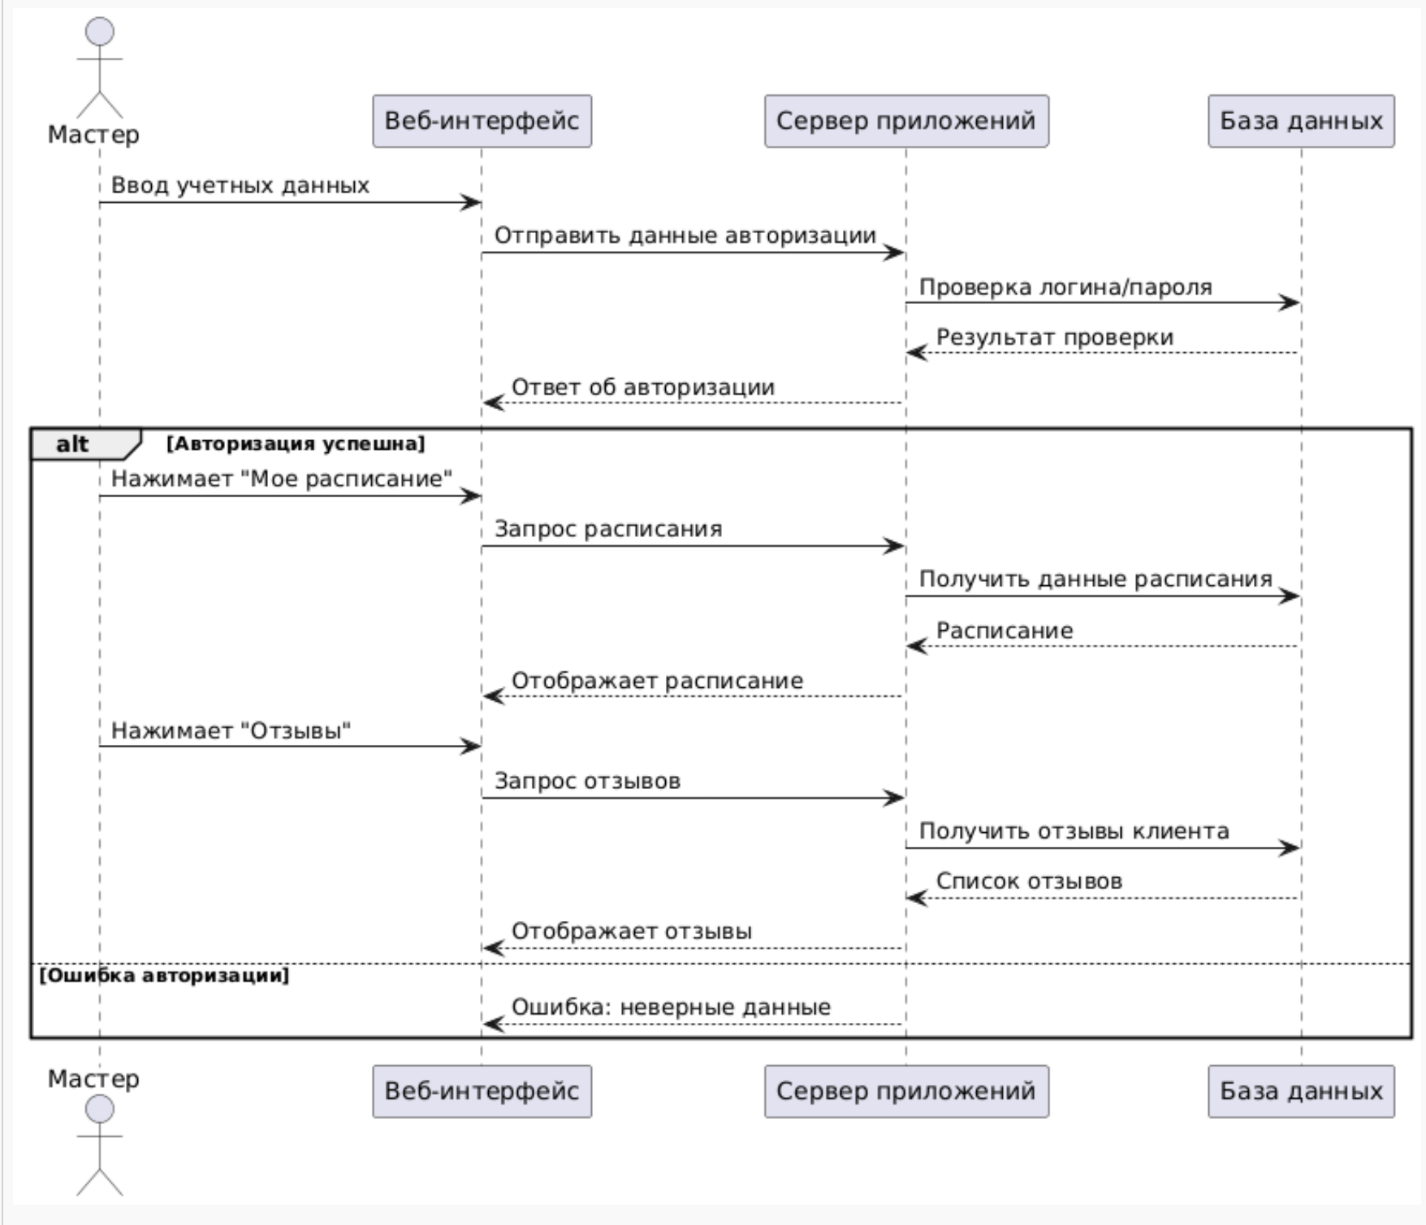 Мастер
Веб-интерфейс
Сервер приложений
База данных
Ввод учетных данных
Отправить данные авторизации
Проверка логина/пароля
Результат проверки
Ответ об авторизации
alt [Авторизация успешна]
Нажимает "Мое расписание"
Запрос расписания
Получить данные расписания
Расписание
Отображает расписание
Нажимает "Отзывы"
Запрос отзывов
Получить отзывы клиента
Список отзывов
Отображает отзывы
[Ошибка авторизации]
Ошибка: неверные данные
Мастер
Веб-интерфейс
Сервер приложений
База данных